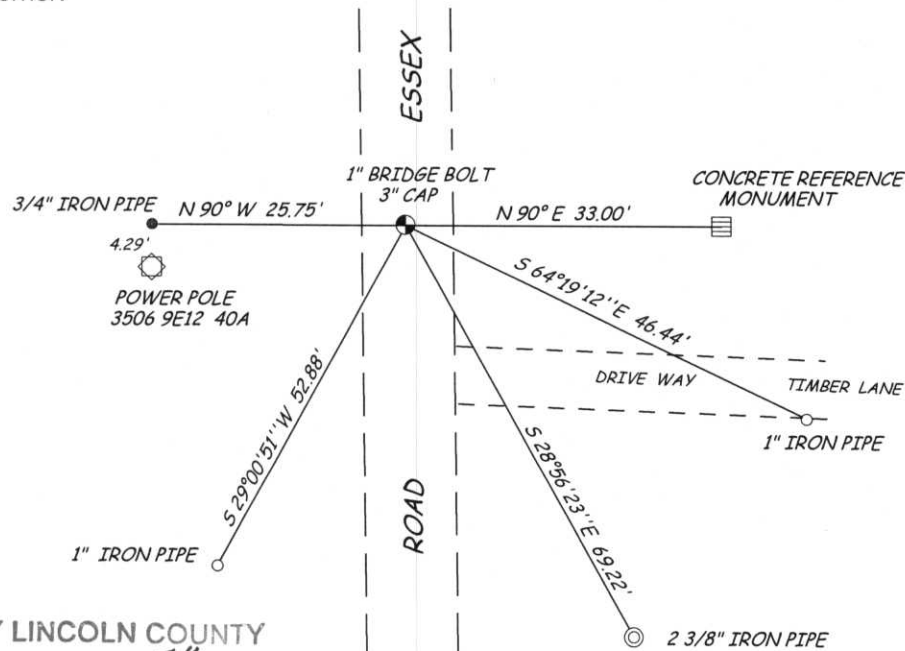 ESSEX
1" BRIDGE BOLT
3" CAP
CONCRETE REFERENCE
MONUMENT
3/4" IRON PIPE
N 90° W 25.75'
N 90° E 33.00'
4.29'
POWER POLE
3506 9E12 40A
S 64°19'12''E 46.44'
DRIVE WAY
TIMBER LANE
1" IRON PIPE
S 29°00'51''W 52.88'
S 28°56'23''E 69.22'
ROAD
1" IRON PIPE
2 3/8" IRON PIPE
LINCOLN COUNTY